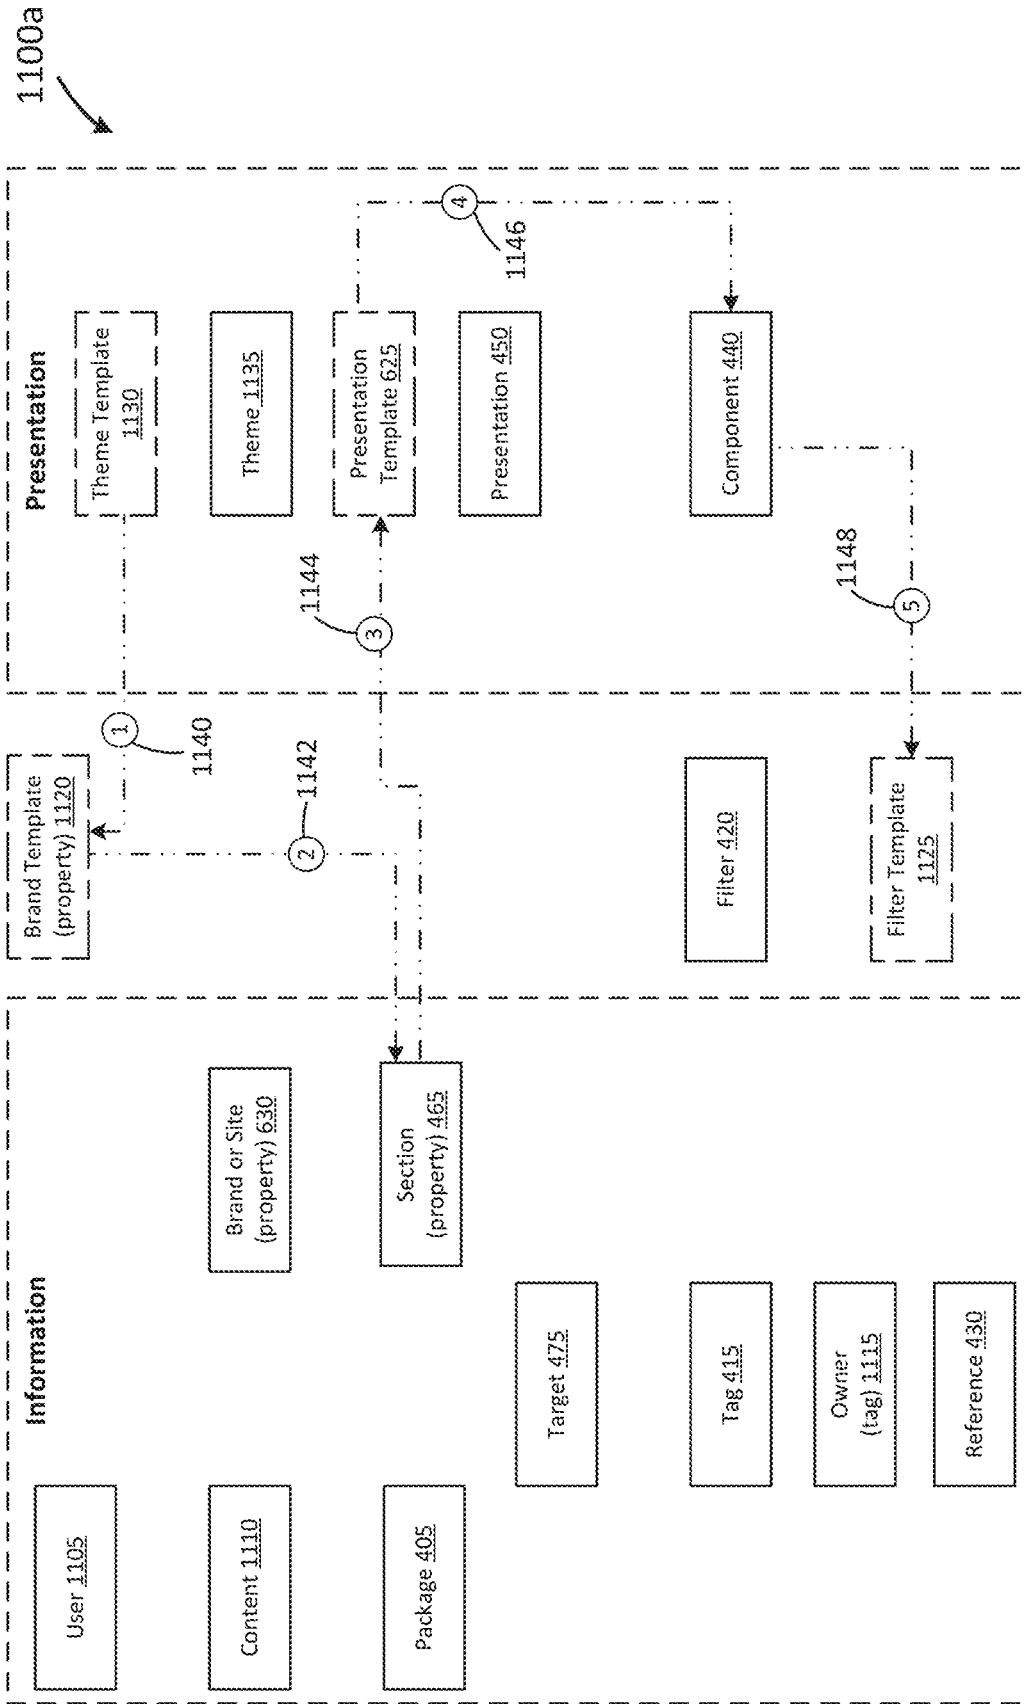 1100a
Information
Presentation
User 1105
Content 1110
Package 405
Target 475
Tag 415
Owner
(tag) 1115
Reference 430
Brand or Site
(property) 630
Section
(property) 465
Brand Template
(property) 1120
1
1140
2
1142
Filter 420
Filter Template
1125
3
1144
5
1148
Theme Template
1130
Theme 1135
Presentation
Template 625
Presentation 450
Component 440
4
1146